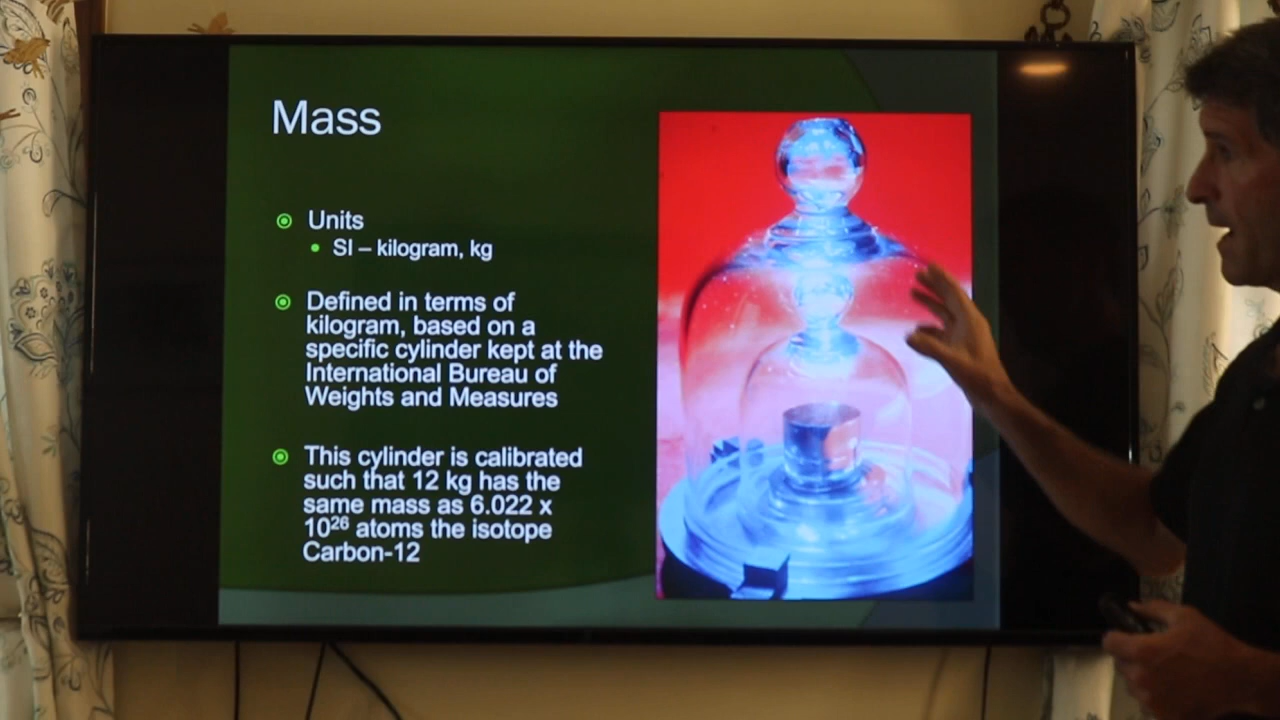 Mass
Units
SI – kilogram, kg
Defined in terms of
kilogram, based on a
specific cylinder kept at the
International Bureau of
Weights and Measures
This cylinder is calibrated
such that 12 kg has the
same mass as 6.022 x
10²⁶ atoms the isotope
Carbon-12